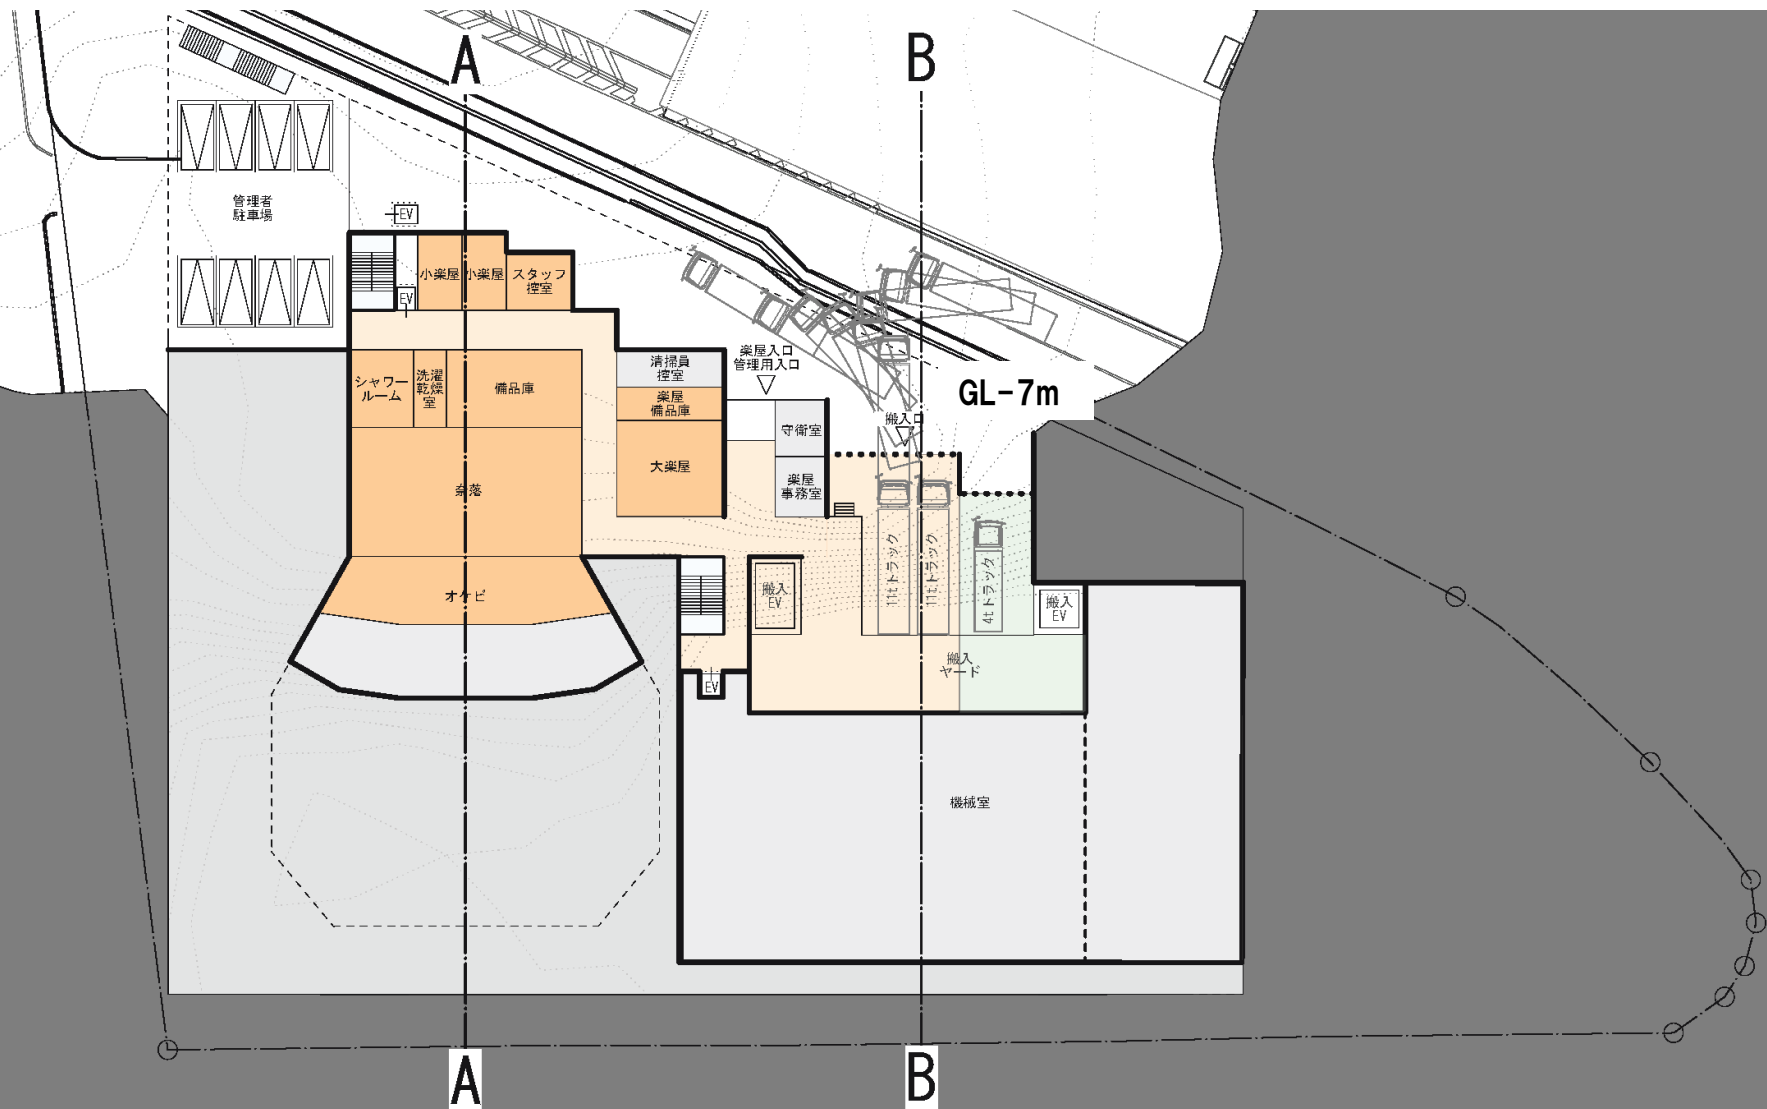 A
B
管理者
駐車場
EV
EV
小楽屋
小楽屋
スタッフ
控室
シャワー
ルーム
洗濯
乾燥
室
備品庫
清掃員
控室
楽屋
備品庫
大楽屋
楽屋入口
管理用入口
守衛室
楽屋
事務室
GL-7m
搬入口
奈落
オケピ
搬入
EV
11tトラック
11tトラック
4tトラック
搬入
EV
搬入
ヤード
EV
機械室
A
B